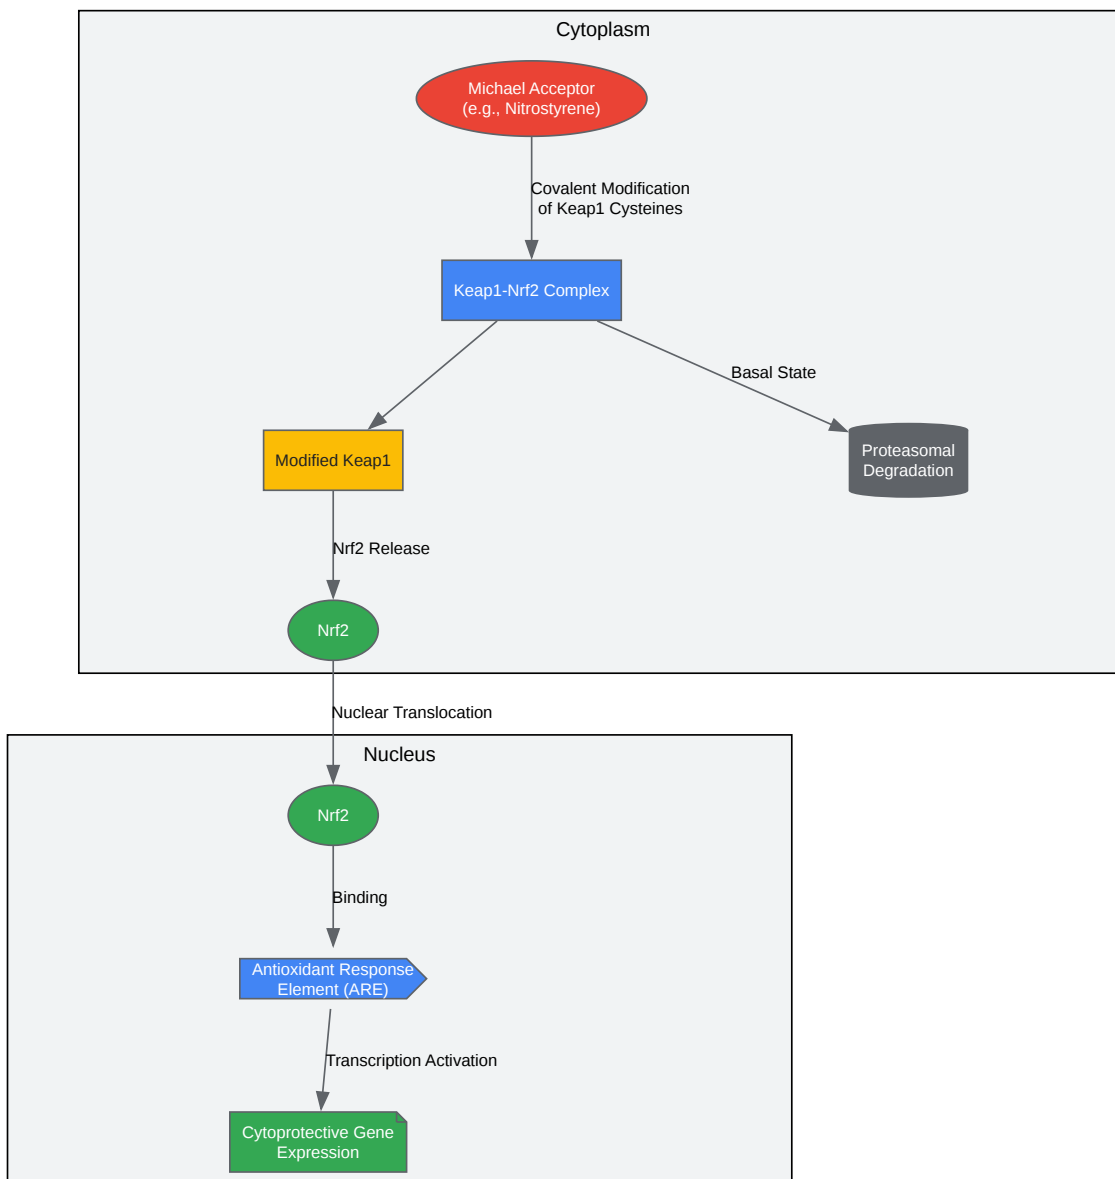 Cytoplasm
Michael Acceptor
(e.g., Nitrostyrene)
Covalent Modification
of Keap1 Cysteines
Keap1-Nrf2 Complex
Basal State
Modified Keap1
Proteasomal
Degradation
Nrf2 Release
Nrf2
Nuclear Translocation
Nucleus
Nrf2
Binding
Antioxidant Response
Element (ARE)
Transcription Activation
Cytoprotective Gene
Expression